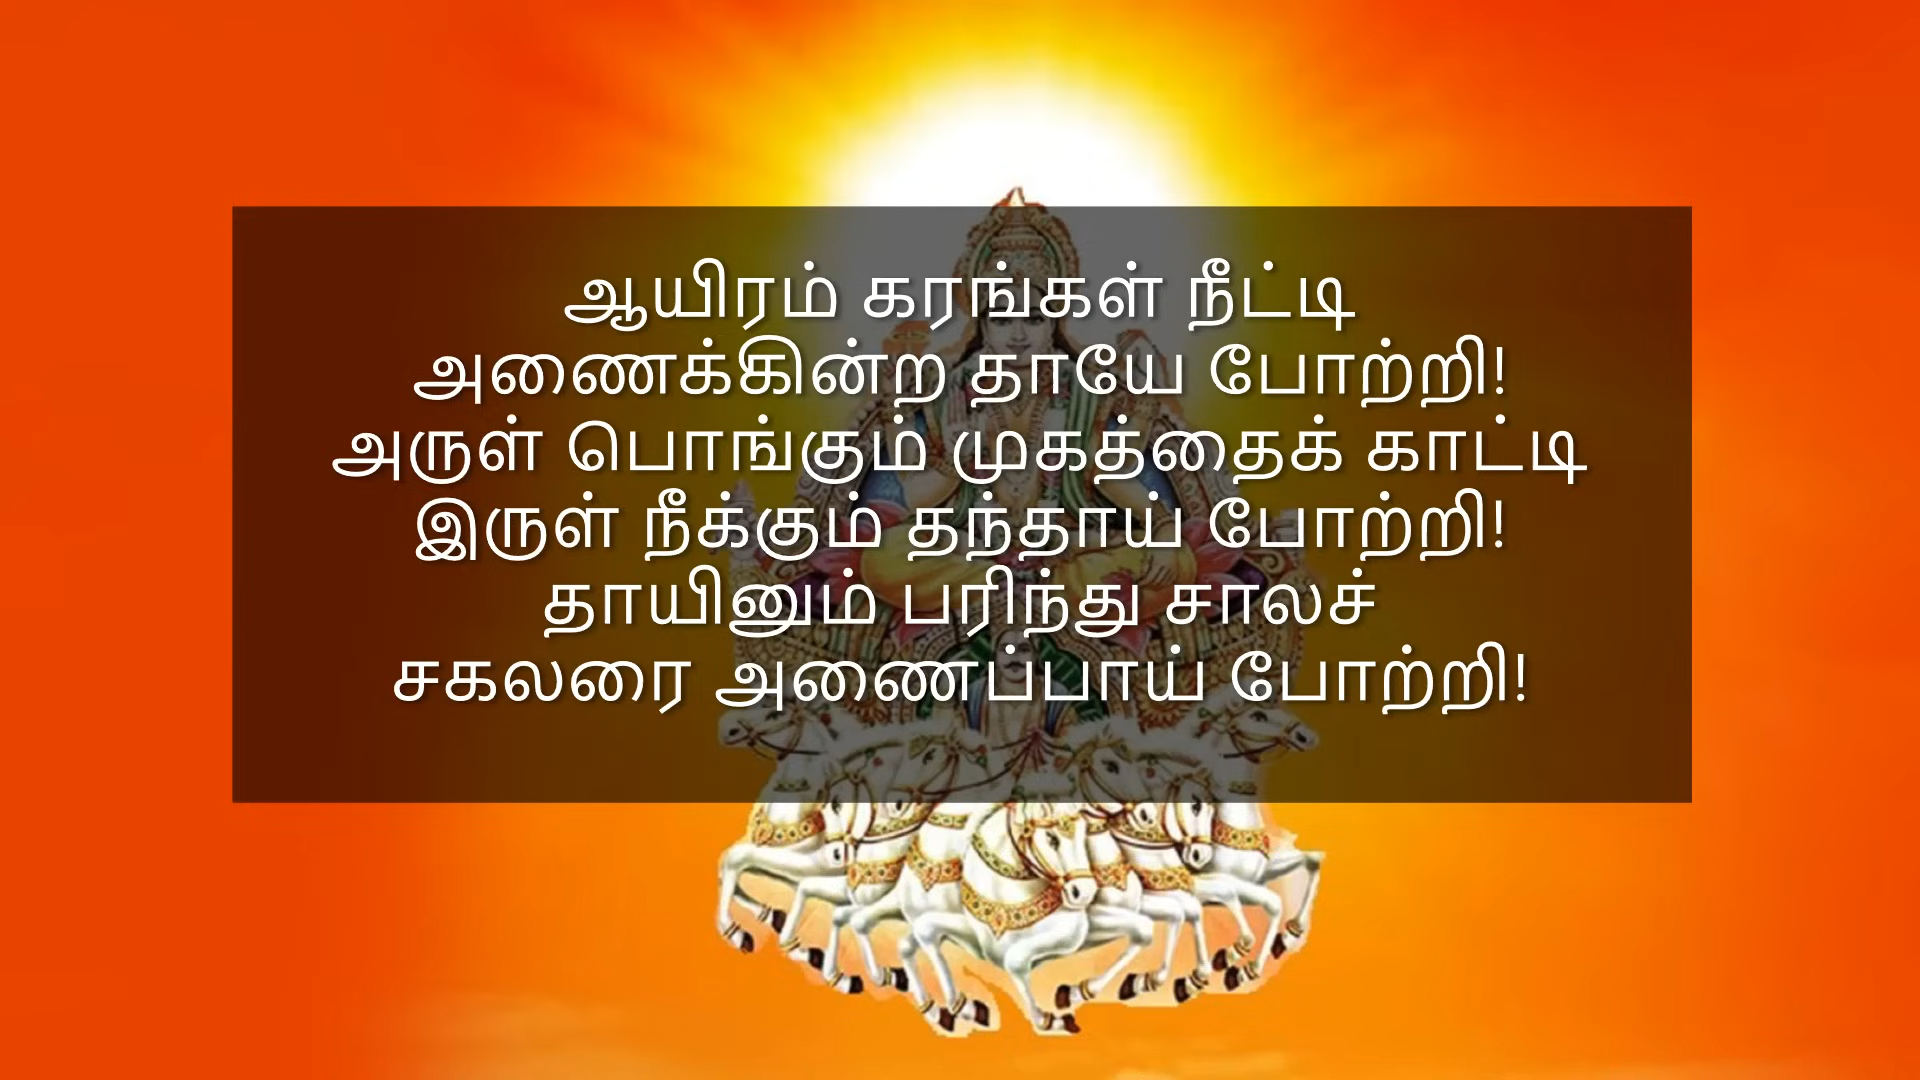 ஆயிரம் கரங்கள் நீட்டி
அணைக்கின்ற தாயே போற்றி!
அருள் பொங்கும் முகத்தைக் காட்டி
இருள் நீக்கும் தந்தாய் போற்றி!
தாயினும் பரிந்து சாலச்
சகலரை அணைப்பாய் போற்றி!